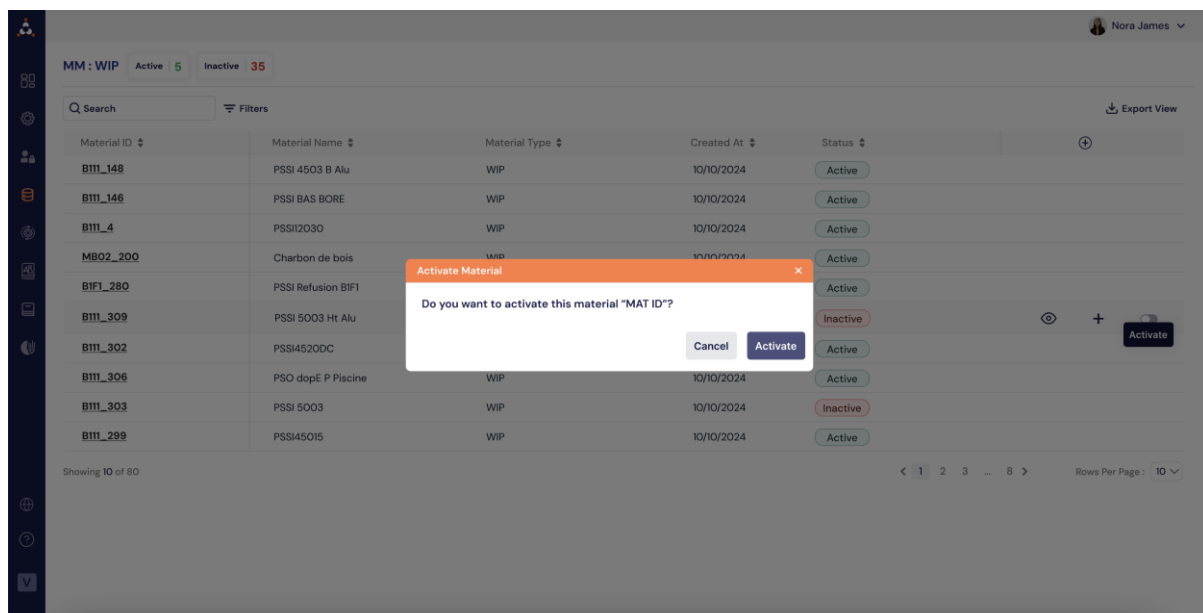 Nora James
MM : WIP Active 5 Inactive 35
Search Filters Export View
Material ID Material Name Material Type Created At Status
B111_148 PSSI 4503 B Alu WIP 10/10/2024 Active
B111_146 PSSI BAS BORE WIP 10/10/2024 Active
B111_4 PSSI12030 WIP 10/10/2024 Active
MB02_200 Charbon de bois WIP 10/10/2024 Active
Activate Material
B1F1_280 PSSI Refusion B1F1 Active
Do you want to activate this material “MAT ID”?
B111_309 PSSI 5003 Ht Alu Inactive
Activate
Cancel Activate
B111_302 PSSI4520DC Active
B111_306 PSO dopE P Piscine WIP 10/10/2024 Active
B111_303 PSSI 5003 WIP 10/10/2024 Inactive
B111_299 PSSI45015 WIP 10/10/2024 Active
Showing 10 of 80 1 2 3 ... 8 Rows Per Page : 10
V